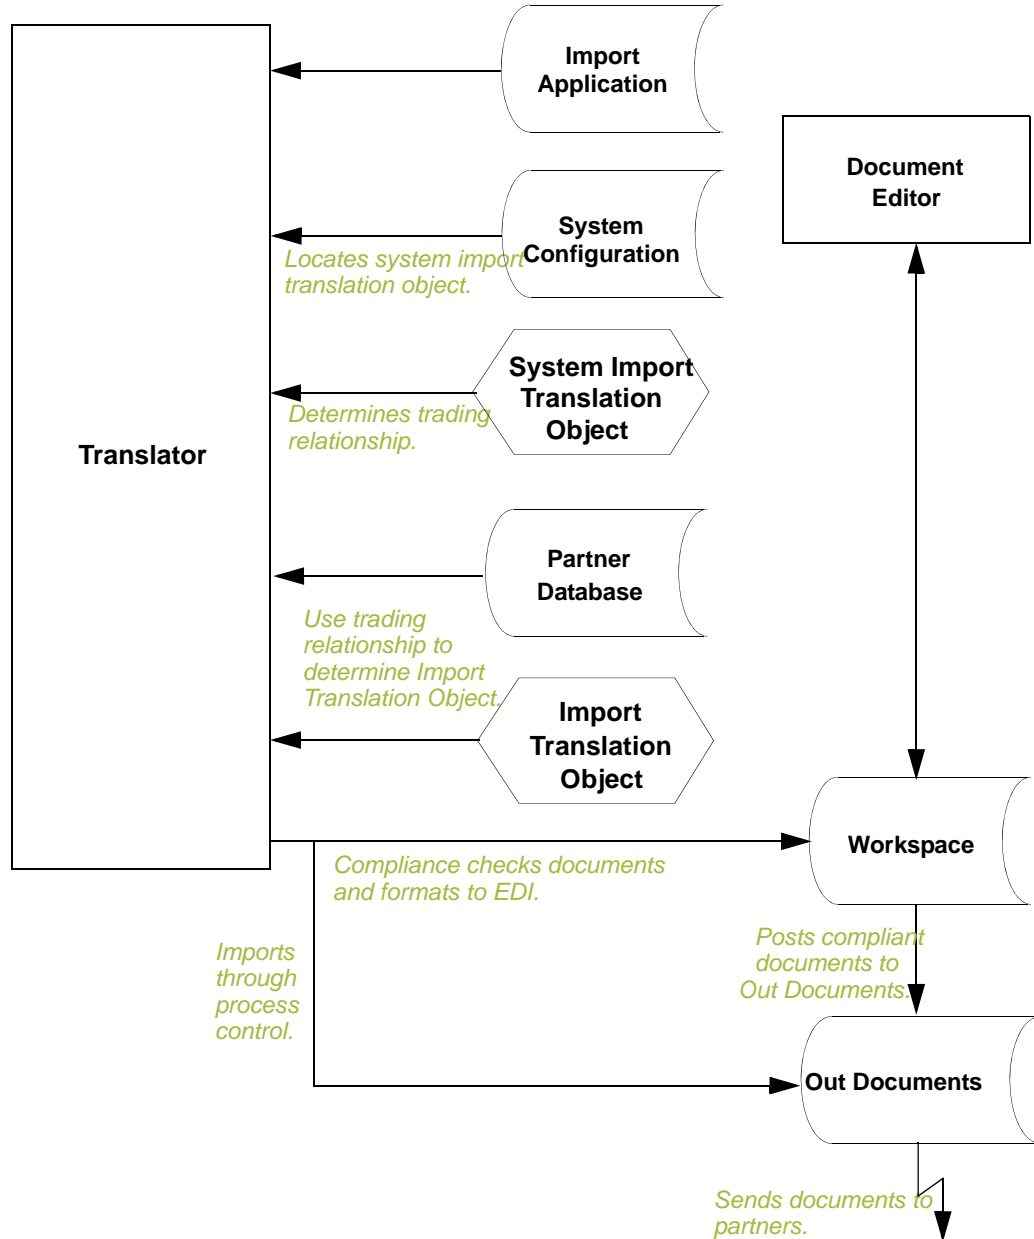 Import
Application
Document
Editor
System
Configuration
Locates system import
translation object.
System Import
Translation
Object
Determines trading
relationship.
Translator
Partner
Database
Use trading
relationship to
determine Import
Translation Object.
Import
Translation
Object
Workspace
Compliance checks documents
and formats to EDI.
Imports
through
process
control.
Posts compliant
documents to
Out Documents.
Out Documents
Sends documents to
partners.